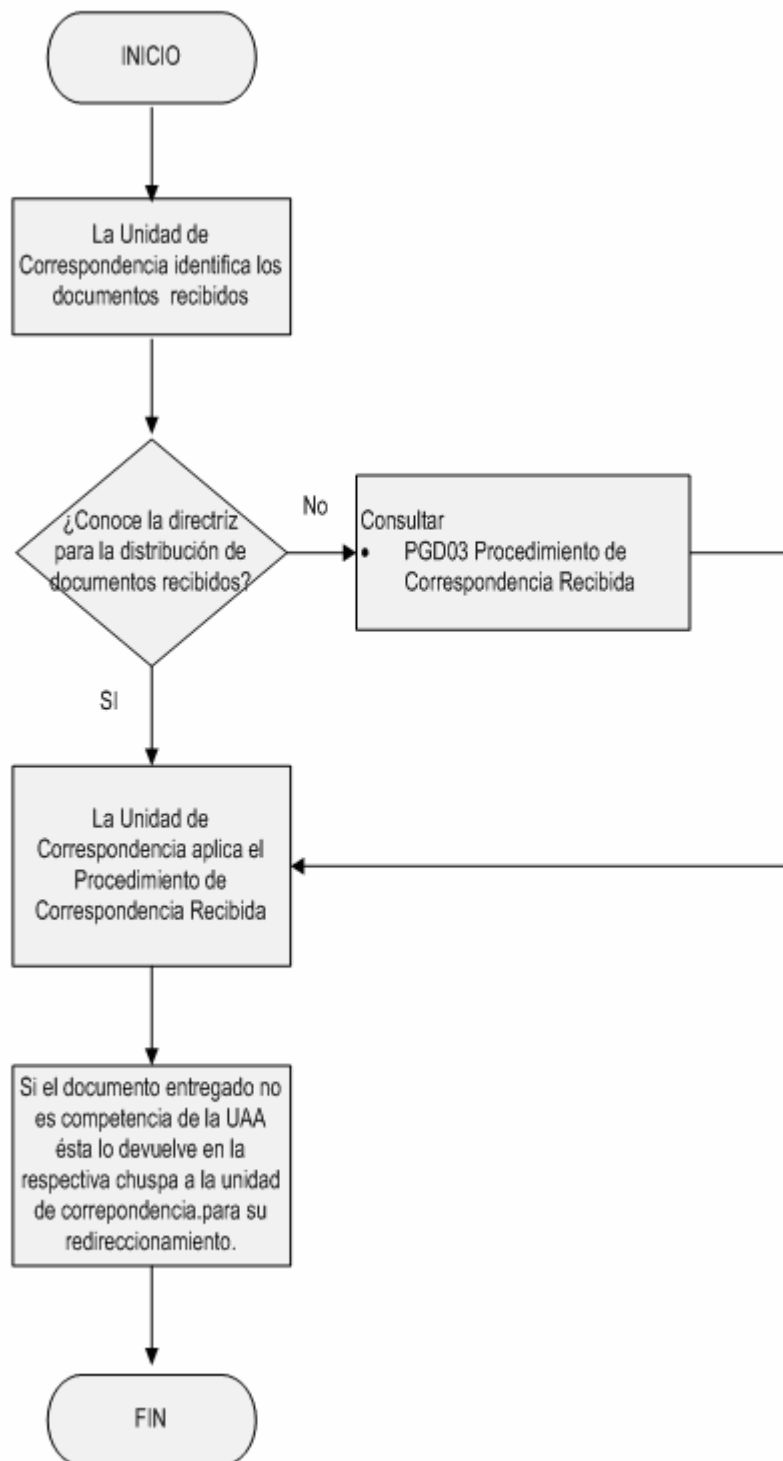 INICIO
La Unidad de
Correspondencia identifica los
documentos recibidos
¿Conoce la directriz
para la distribución de
documentos recibidos?
No
Consultar
• PGD03 Procedimiento de
Correspondencia Recibida
SI
La Unidad de
Correspondencia aplica el
Procedimiento de
Correspondencia Recibida
Si el documento entregado no
es competencia de la UAA
ésta lo devuelve en la
respectiva chuspa a la unidad
de correpondencia.para su
redireccionamiento.
FIN